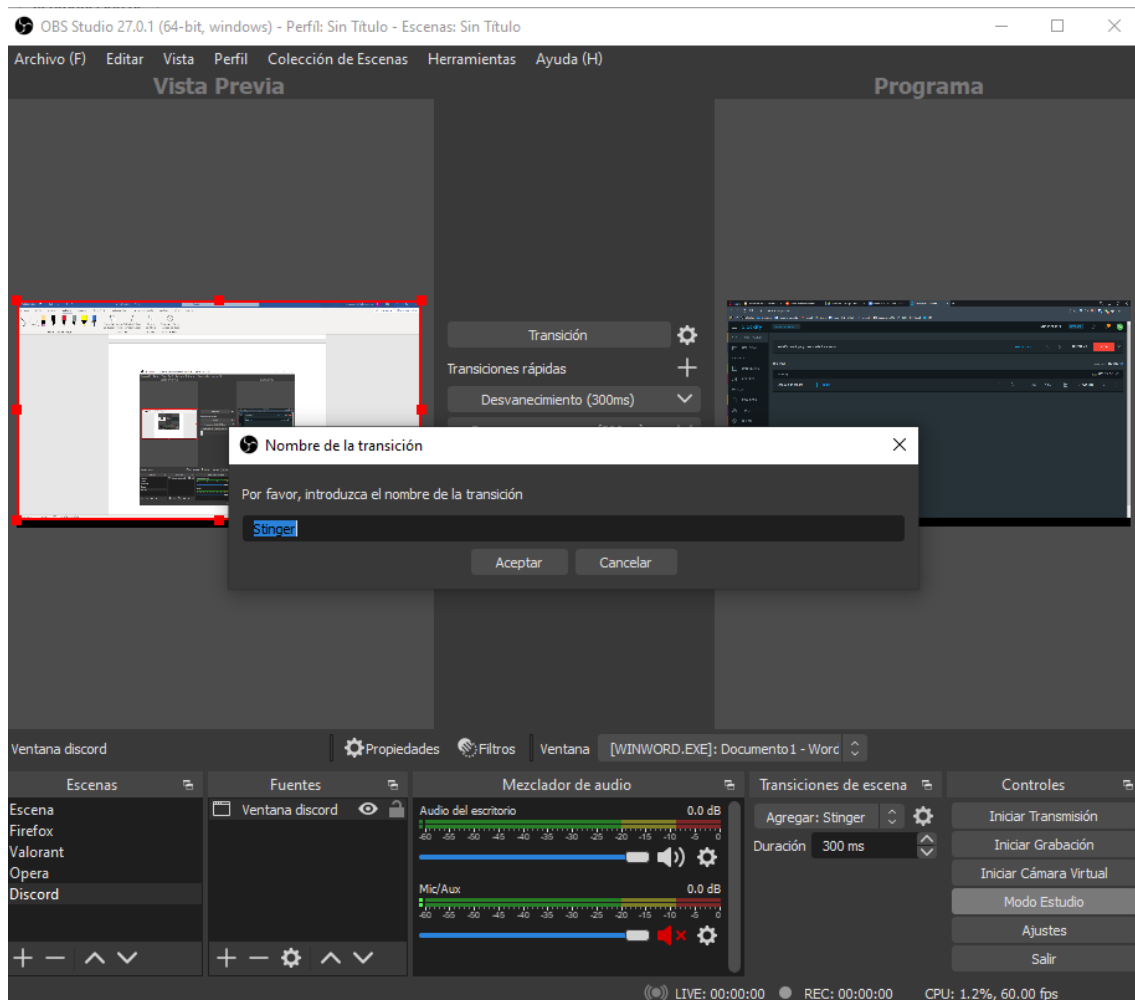 OBS Studio 27.0.1 (64-bit, windows) - Perfil: Sin Título - Escenas: Sin Título
Archivo (F) Editar Vista Perfil Colección de Escenas Herramientas Ayuda (H)
Vista Previa
Programa
Transición
Transiciones rápidas
Desvanecimiento (300ms)
Nombre de la transición
Por favor, introduzca el nombre de la transición
Stinger
Aceptar Cancelar
Ventana discord Propiedades Filtros Ventana [WINWORD.EXE]: Documento1 - Word
Escenas Fuentes Mezclador de audio Transiciones de escena Controles
Escena
Firefox
Valorant
Opera
Discord
Ventana discord
Audio del escritorio 0.0 dB
-60 -55 -50 -45 -40 -35 -30 -25 -20 -15 -10 -5 0
Mic/Aux 0.0 dB
-60 -55 -50 -45 -40 -35 -30 -25 -20 -15 -10 -5 0
Agregar: Stinger
Duración 300 ms
Iniciar Transmisión
Iniciar Grabación
Iniciar Cámara Virtual
Modo Estudio
Ajustes
Salir
LIVE: 00:00:00 REC: 00:00:00 CPU: 1.2%, 60.00 fps